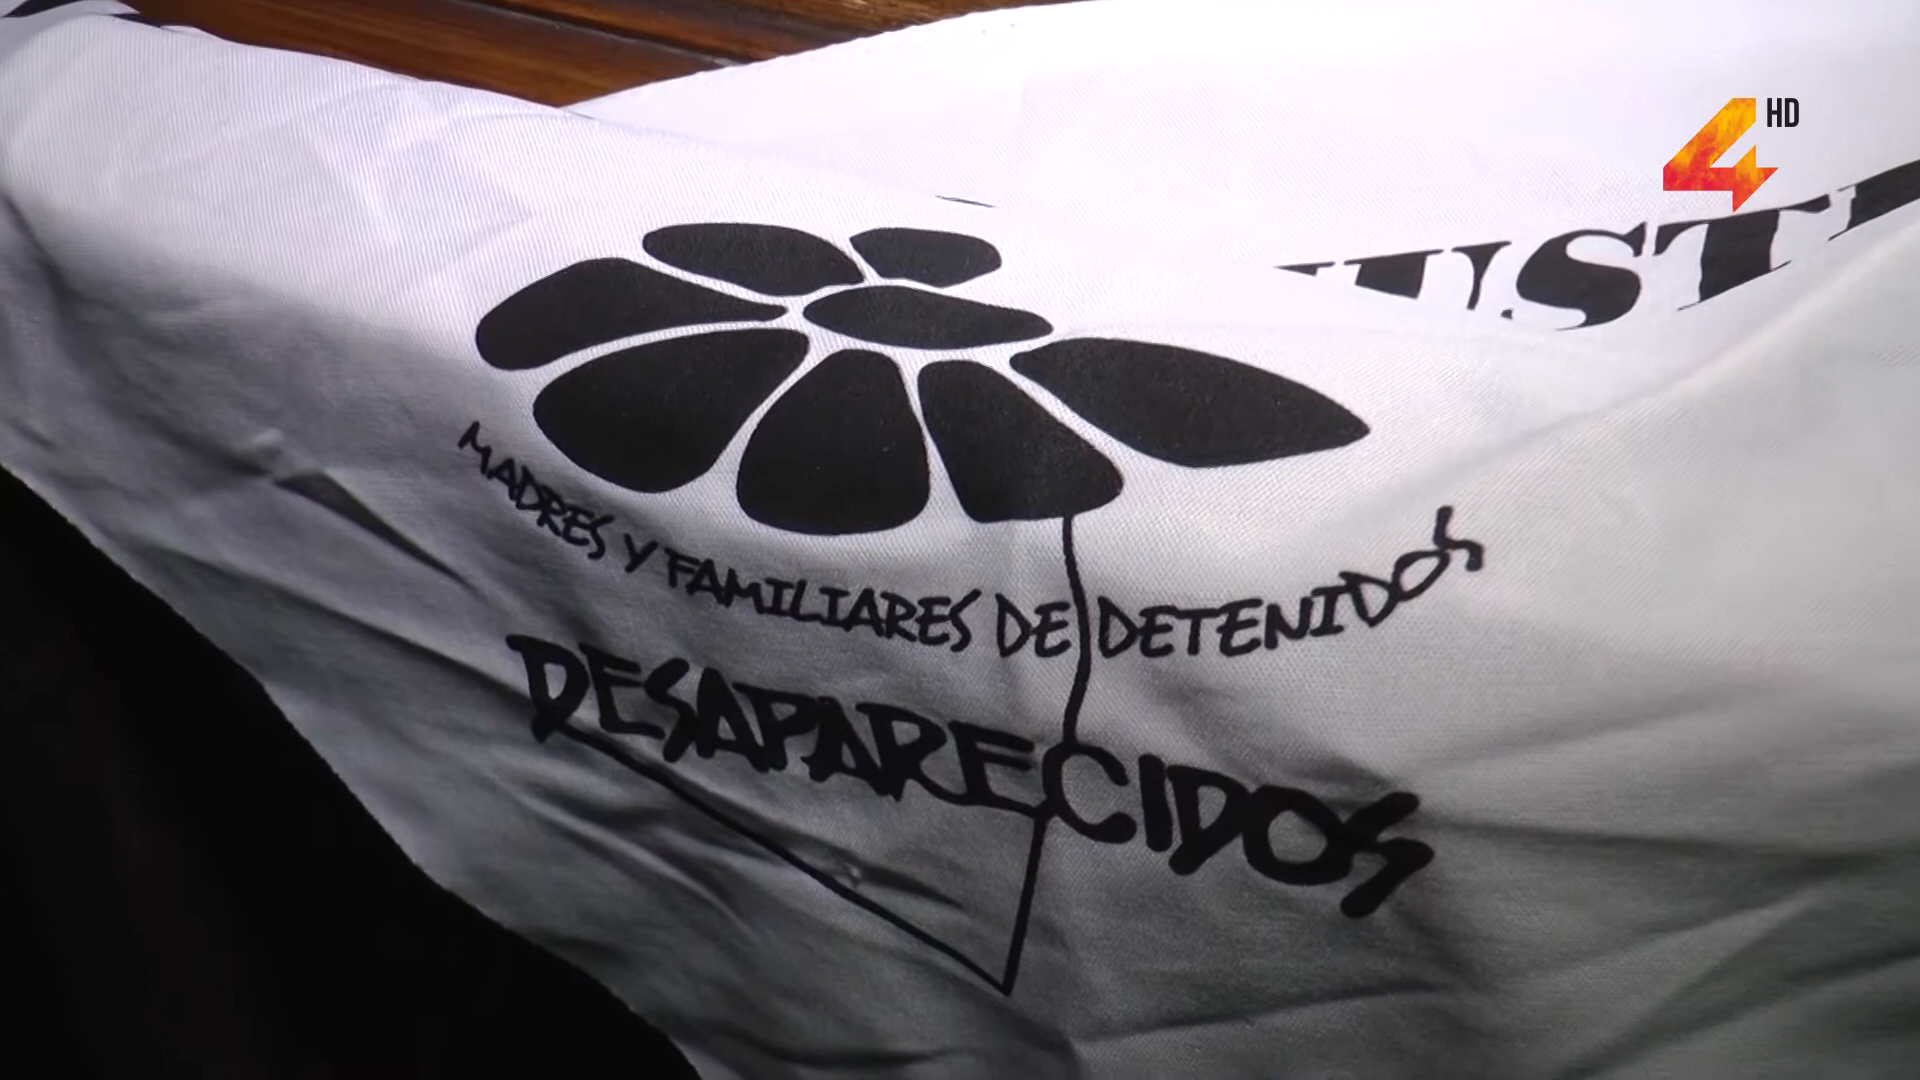 4 HD
MADRES Y FAMILIARES DE DETENIDOS
DESAPARECIDOS